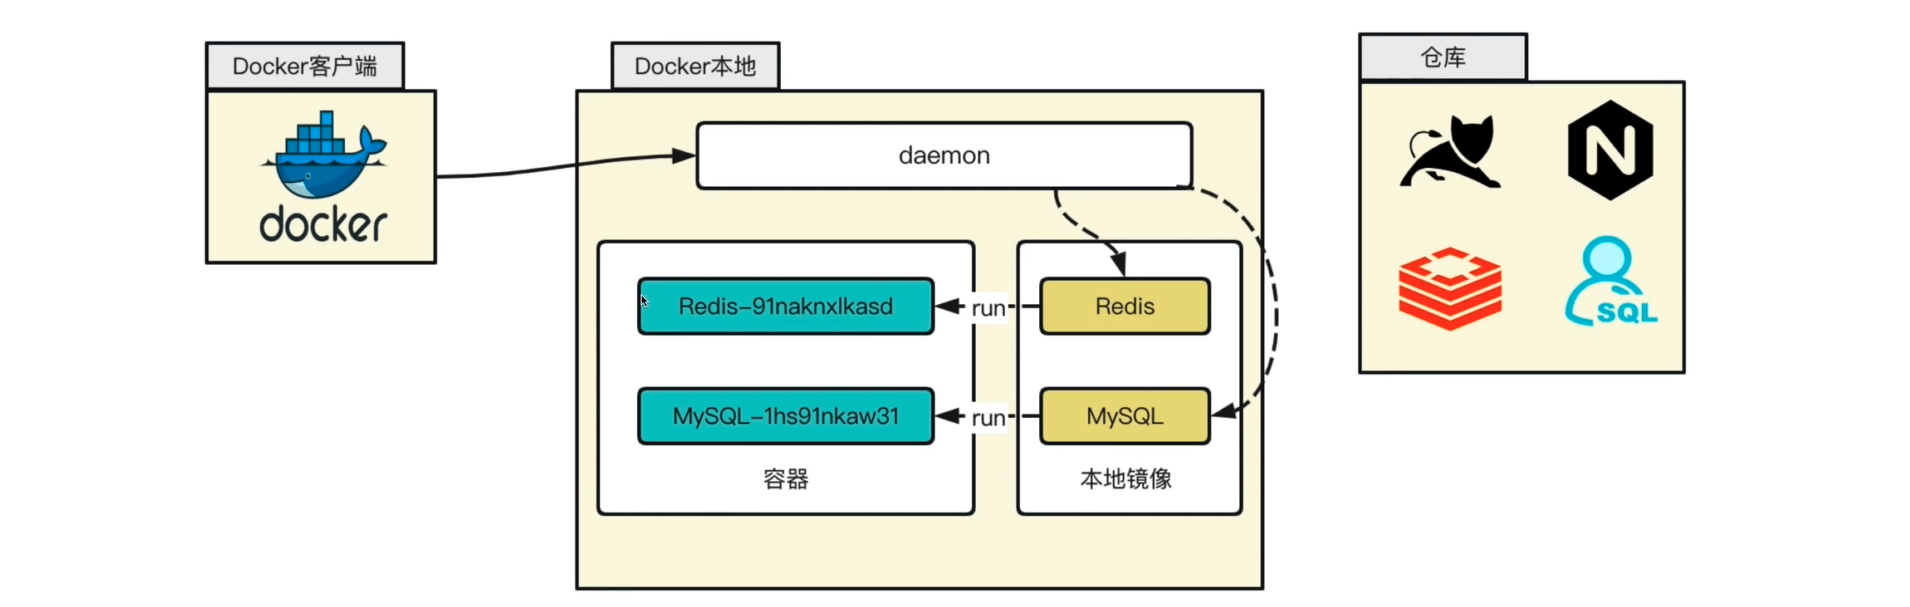 Docker客户端
docker
Docker本地
daemon
Redis-91naknxlkasd
run
Redis
MySQL-1hs91nkaw31
run
MySQL
容器
本地镜像
仓库
N
SQL